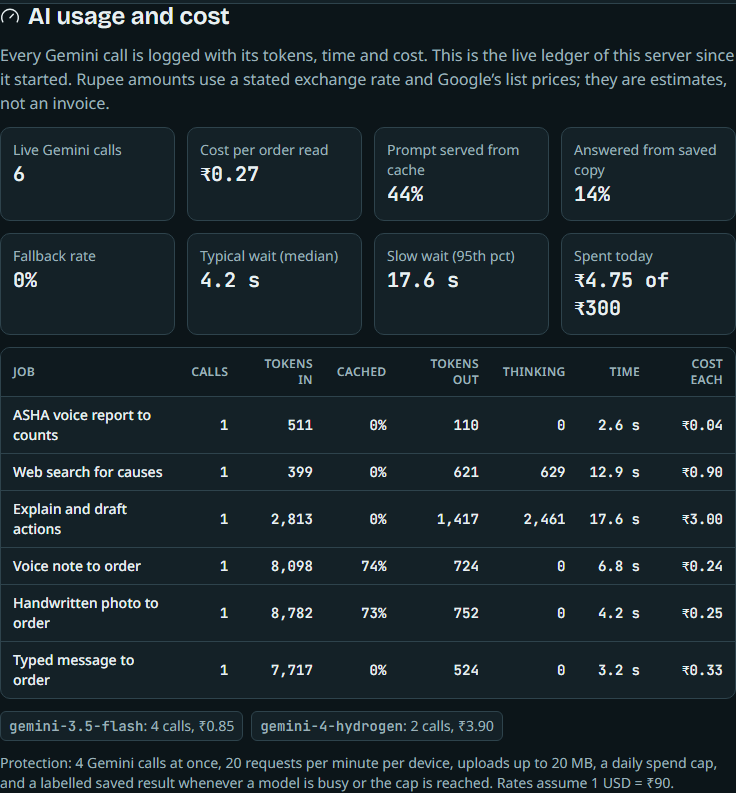 AI usage and cost
Every Gemini call is logged with its tokens, time and cost. This is the live ledger of this server since
it started. Rupee amounts use a stated exchange rate and Google's list prices; they are estimates,
not an invoice.
Live Gemini calls
6
Cost per order read
₹0.27
Prompt served from
cache
44%
Answered from saved
copy
14%
Fallback rate
0%
Typical wait (median)
4.2 s
Slow wait (95th pct)
17.6 s
Spent today
₹4.75 of
₹300
JOB CALLS TOKENS IN CACHED TOKENS OUT THINKING TIME COST EACH
ASHA voice report to
counts 1 511 0% 110 0 2.6 s ₹0.04
Web search for causes 1 399 0% 621 629 12.9 s ₹0.90
Explain and draft
actions 1 2,813 0% 1,417 2,461 17.6 s ₹3.00
Voice note to order 1 8,098 74% 724 0 6.8 s ₹0.24
Handwritten photo to
order 1 8,782 73% 752 0 4.2 s ₹0.25
Typed message to
order 1 7,717 0% 524 0 3.2 s ₹0.33
gemini-3.5-flash: 4 calls, ₹0.85 gemini-4-hydrogen: 2 calls, ₹3.90
Protection: 4 Gemini calls at once, 20 requests per minute per device, uploads up to 20 MB, a daily spend cap,
and a labelled saved result whenever a model is busy or the cap is reached. Rates assume 1 USD = ₹90.